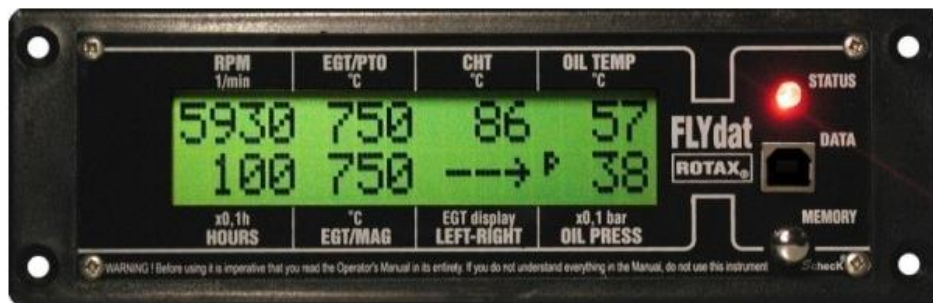 RPM EGT/PTO CHT OIL TEMP
1/min °C °C °C
STATUS
5930 750 86 57
FLYdat DATA
100 750 --→ P 38
ROTAX®
x0,1h °C EGT display x0,1 bar
HOURS EGT/MAG LEFT-RIGHT OIL PRESS
MEMORY
WARNING ! Before using it is imperative that you read the Operator's Manual in its entirety. If you do not understand everything in the Manual, do not use this instrument